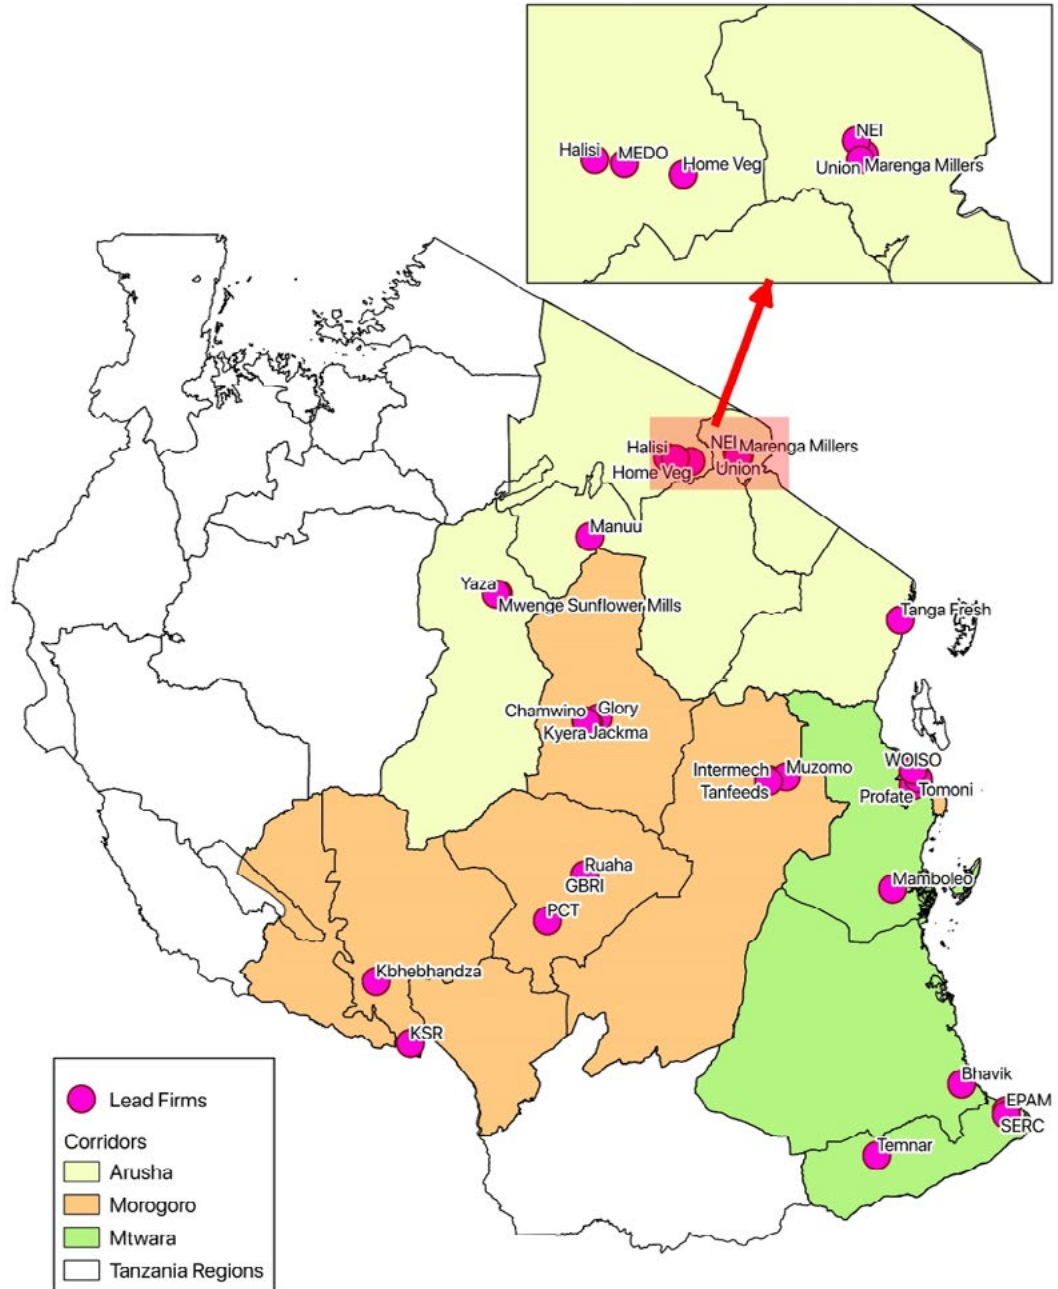 NEI
Halisi
MEDO
Home Veg
Union
Marenga Millers
Halisi
NEI
Marenga Millers
Home Veg
Union
Manuu
Yaza
Mwenge Sunflower Mills
Tanga Fresh
Chamwino
Glory
Kyera
Jackma
WOISO
Intermech
Muzomo
Tanfeeds
Profate
Tomoni
Ruaha
GBRI
Mamboleo
PCT
Kbhebhandza
KSR
Bhavik
EPAM
SERC
Temnar
Lead Firms
Corridors
Arusha
Morogoro
Mtwara
Tanzania Regions